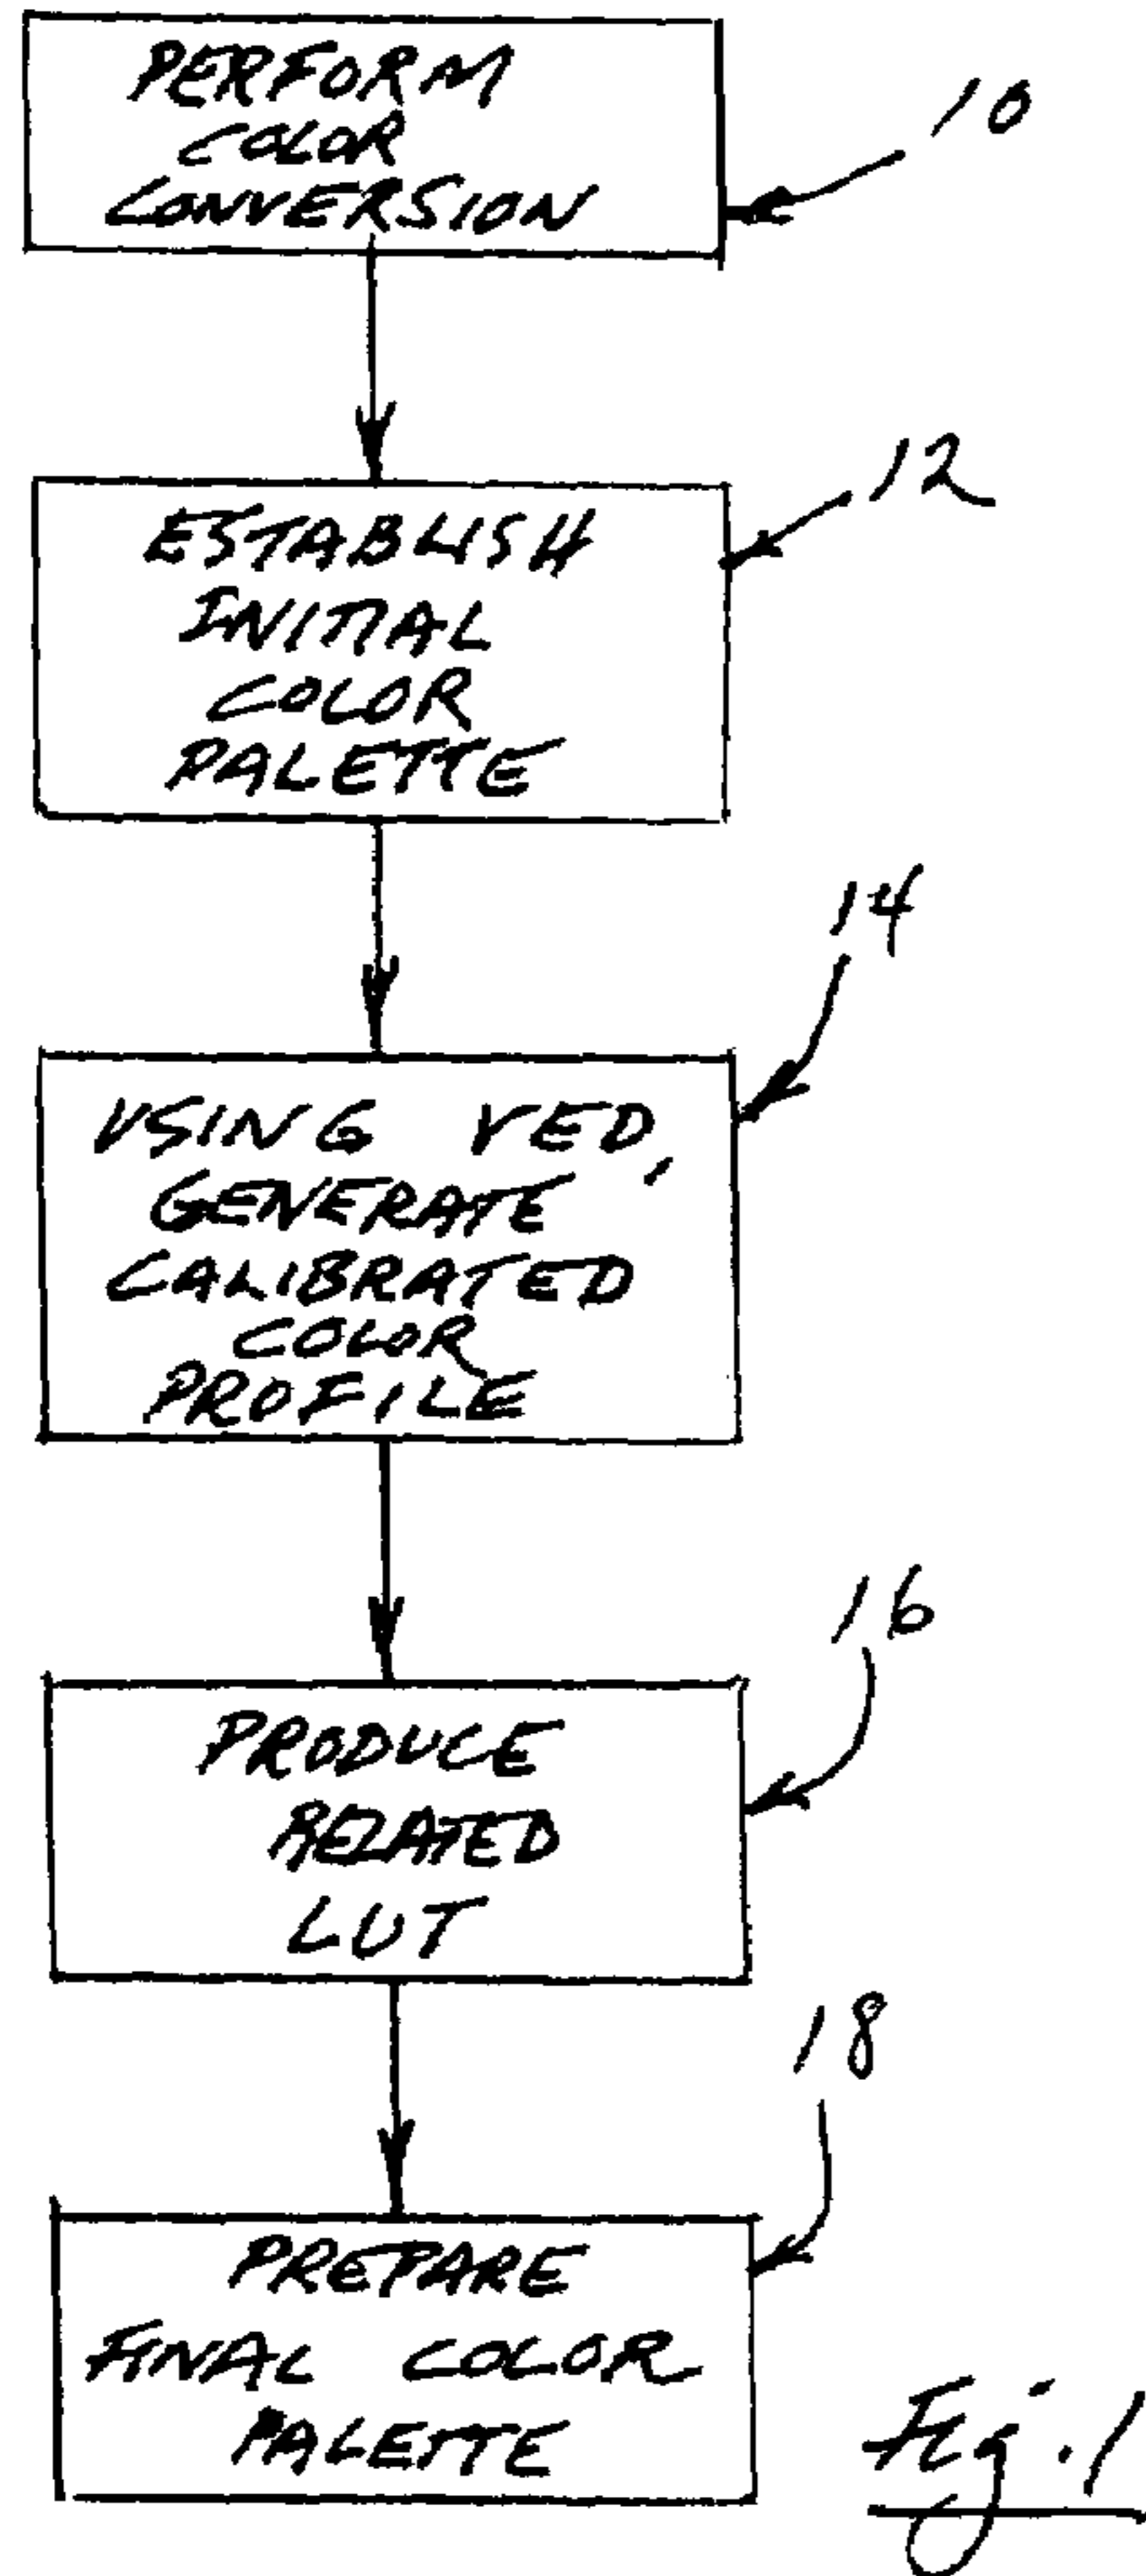 PERFORM
COLOR
CONVERSION
10
ESTABLISH
INITIAL
COLOR
PALETTE
12
USING VED,
GENERATE
CALIBRATED
COLOR
PROFILE
14
PRODUCE
RELATED
LUT
16
PREPARE
FINAL COLOR
PALETTE
18
Fig. 1